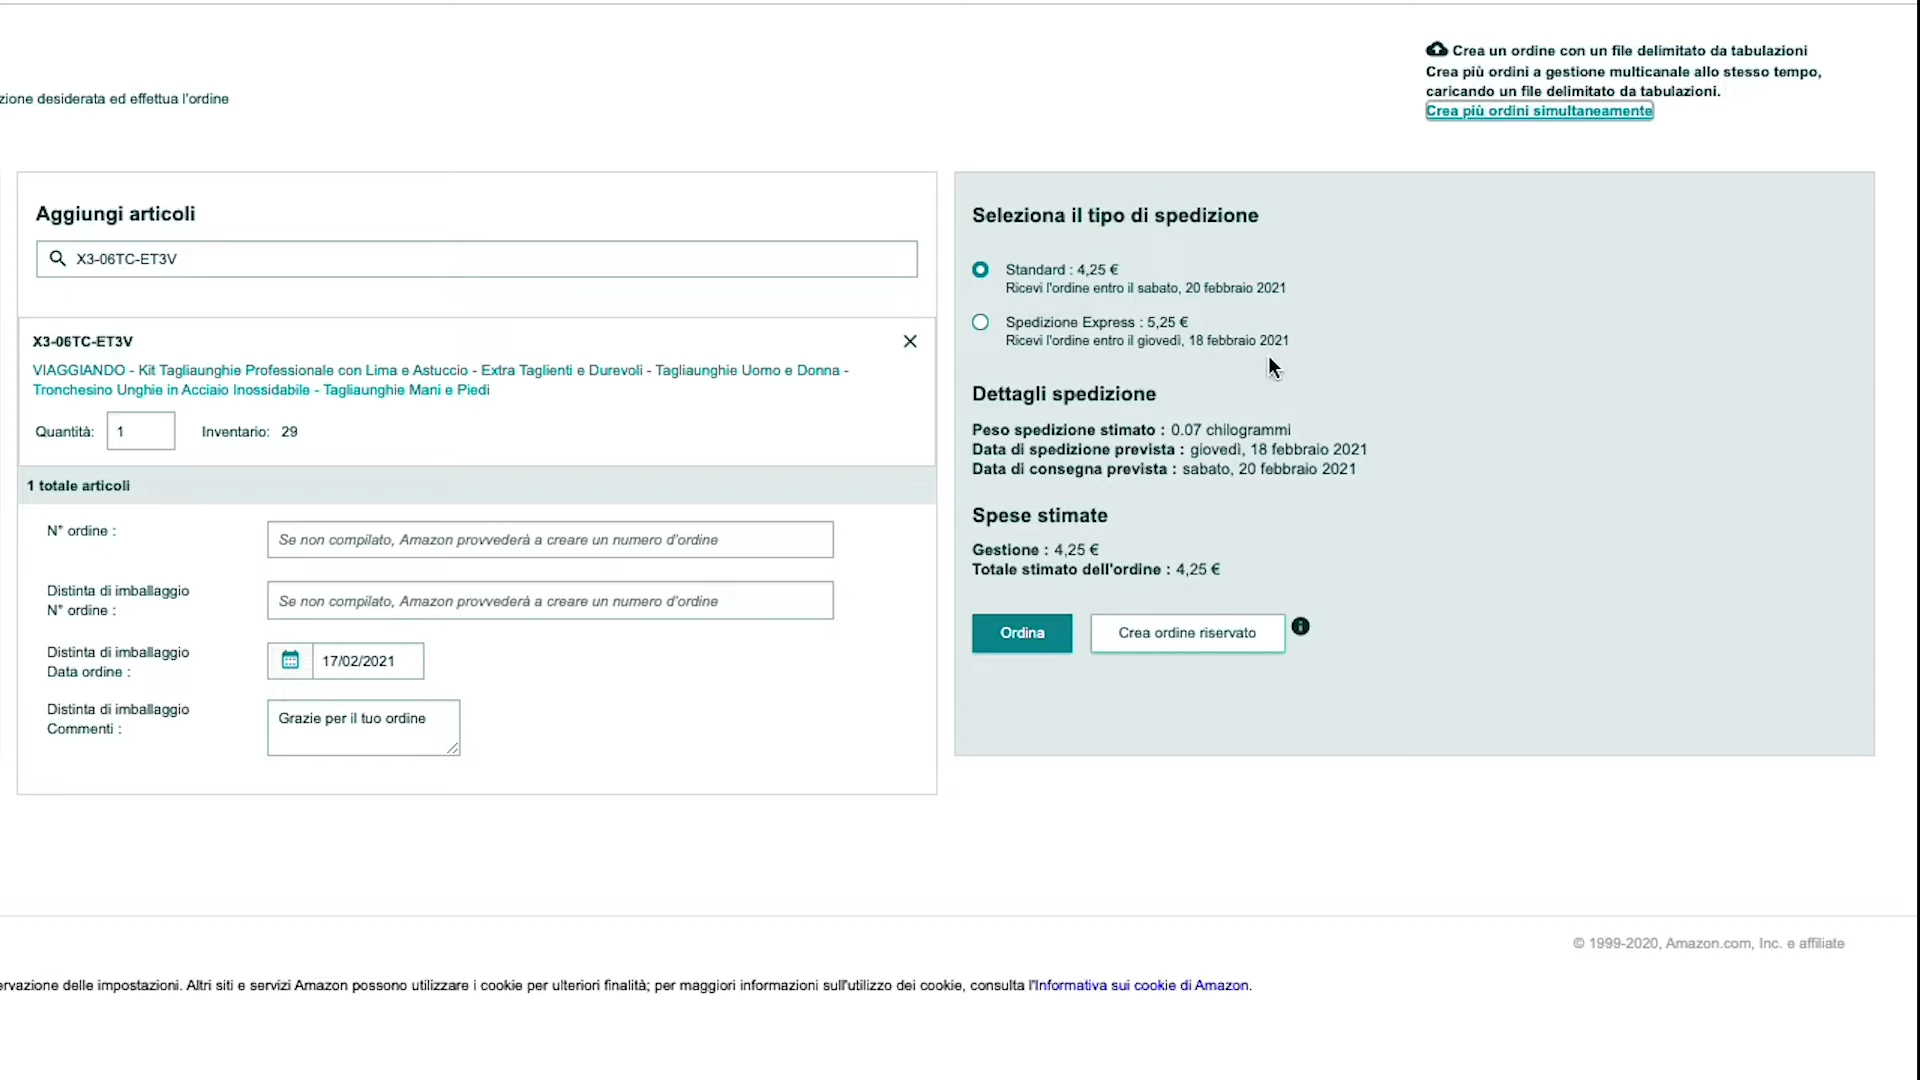 Crea un ordine con un file delimitato da tabulazioni
Crea più ordini a gestione multicanale allo stesso tempo,
caricando un file delimitato da tabulazioni.
Crea più ordini simultaneamente
zione desiderata ed effettua l'ordine
Aggiungi articoli
X3-06TC-ET3V
X3-06TC-ET3V
VIAGGIANDO - Kit Tagliaunghie Professionale con Lima e Astuccio - Extra Taglienti e Durevoli - Tagliaunghie Uomo e Donna -
Tronchesino Unghie in Acciaio Inossidabile - Tagliaunghie Mani e Piedi
Quantità: 1 Inventario: 29
1 totale articoli
N° ordine :
Se non compilato, Amazon provvederà a creare un numero d'ordine
Distinta di imballaggio
N° ordine :
Se non compilato, Amazon provvederà a creare un numero d'ordine
Distinta di imballaggio
Data ordine :
17/02/2021
Distinta di imballaggio
Commenti :
Grazie per il tuo ordine
Seleziona il tipo di spedizione
Standard : 4,25 €
Ricevi l'ordine entro il sabato, 20 febbraio 2021
Spedizione Express : 5,25 €
Ricevi l'ordine entro il giovedì, 18 febbraio 2021
Dettagli spedizione
Peso spedizione stimato : 0.07 chilogrammi
Data di spedizione prevista : giovedì, 18 febbraio 2021
Data di consegna prevista : sabato, 20 febbraio 2021
Spese stimate
Gestione : 4,25 €
Totale stimato dell'ordine : 4,25 €
Ordina
Crea ordine riservato
© 1999-2020, Amazon.com, Inc. e affiliate
ervazione delle impostazioni. Altri siti e servizi Amazon possono utilizzare i cookie per ulteriori finalità; per maggiori informazioni sull'utilizzo dei cookie, consulta l'Informativa sui cookie di Amazon.